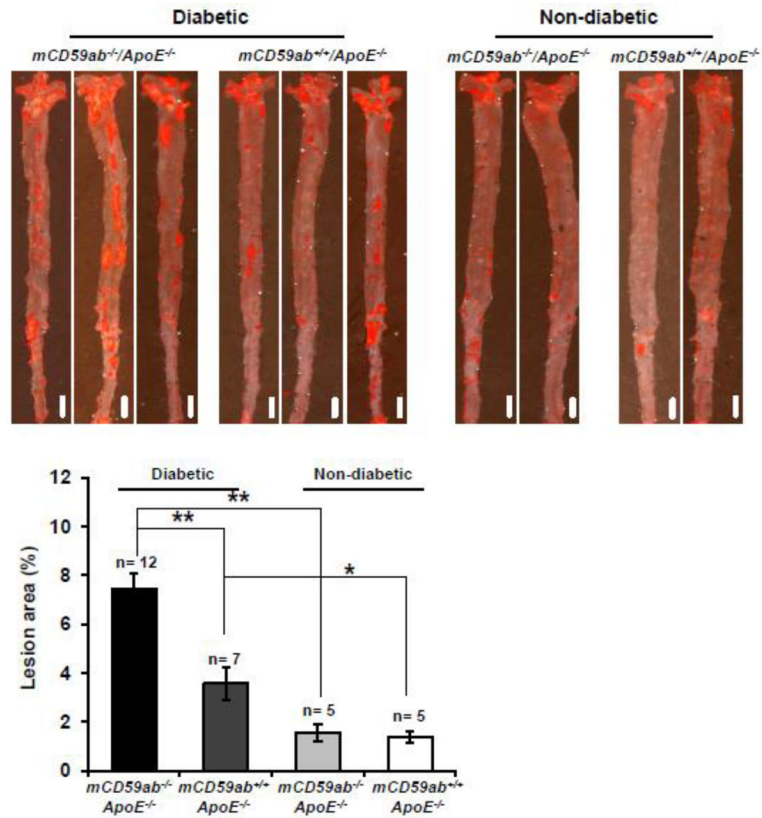 Diabetic Non-diabetic
mCD59ab-/-/ApoE-/- mCD59ab+/+/ApoE-/- mCD59ab-/-/ApoE-/- mCD59ab+/+/ApoE-/-
12
10
8
6
4
2
0
Lesion area (%)
Diabetic Non-diabetic
**
**
*
n= 12
n= 7
n= 5
n= 5
mCD59ab-/- mCD59ab+/+ mCD59ab-/- mCD59ab+/+
ApoE-/- ApoE-/- ApoE-/- ApoE-/-